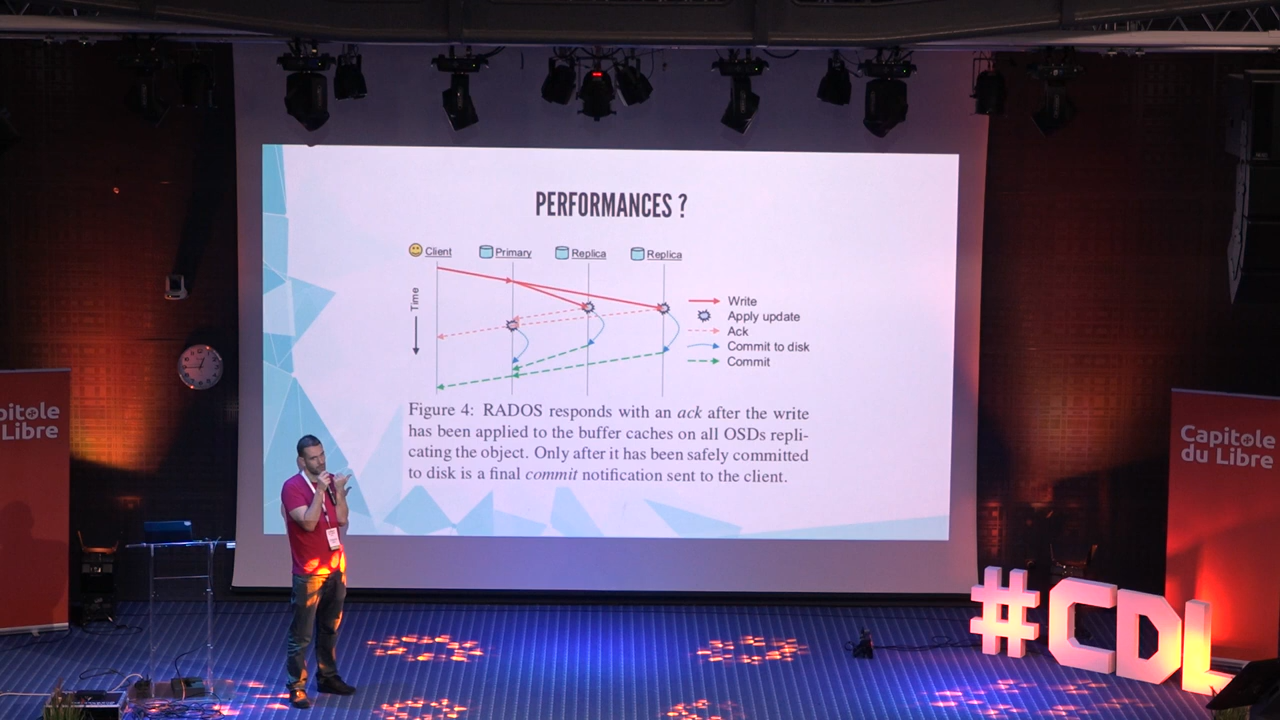 PERFORMANCES ?
Client
Primary
Replica
Replica
Time
Write
Apply update
Ack
Commit to disk
Commit
Figure 4: RADOS responds with an ack after the write
has been applied to the buffer caches on all OSDs repli-
cating the object. Only after it has been safely committed
to disk is a final commit notification sent to the client.
pitole
Libre
Capitole
du Libre
#CDL